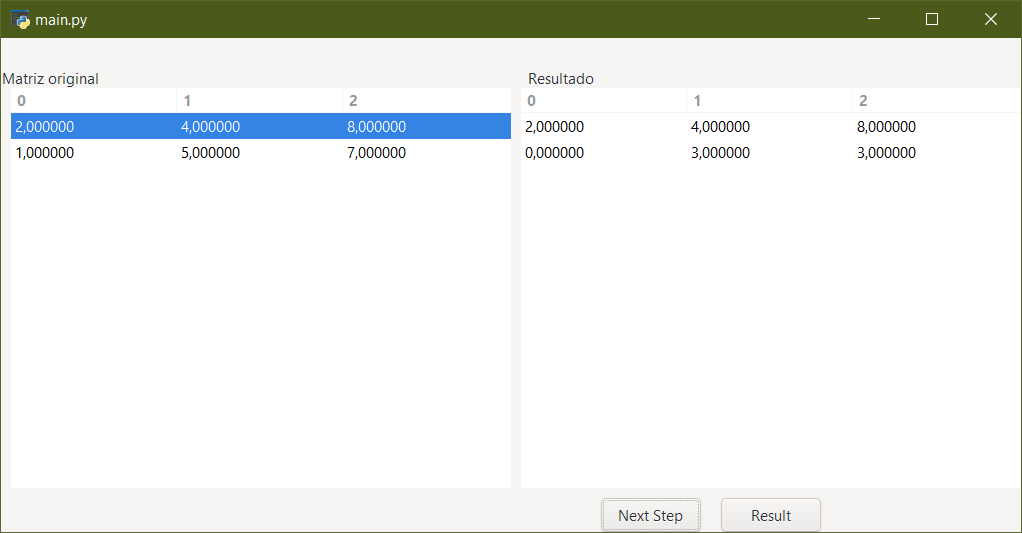 main.py
Matriz original
0 1 2
2,000000 4,000000 8,000000
1,000000 5,000000 7,000000
Resultado
0 1 2
2,000000 4,000000 8,000000
0,000000 3,000000 3,000000
Next Step
Result